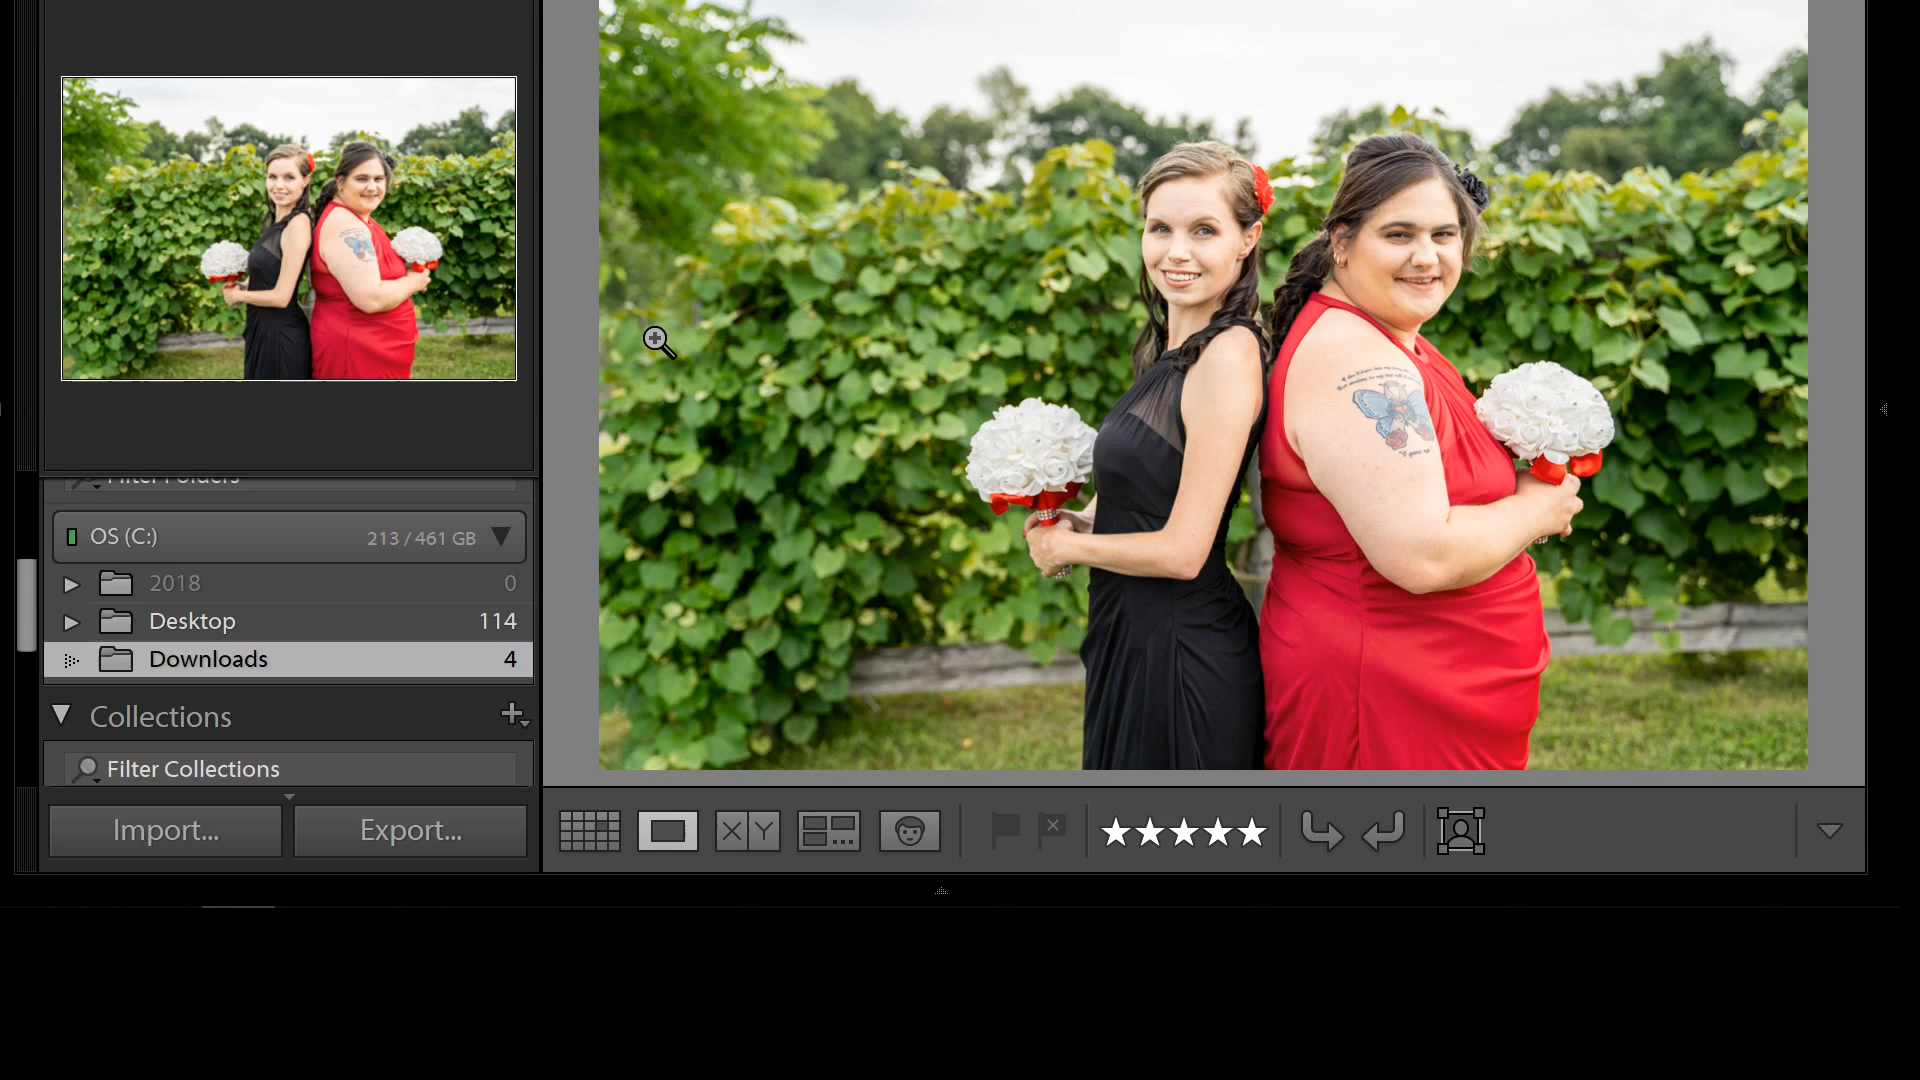 Filter Folders
OS (C:) 213 / 461 GB
2018 0
Desktop 114
Downloads 4
Collections
Filter Collections
Import... Export...
X Y